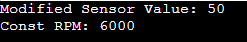 Modified Sensor Value: 50
Const RPM: 6000